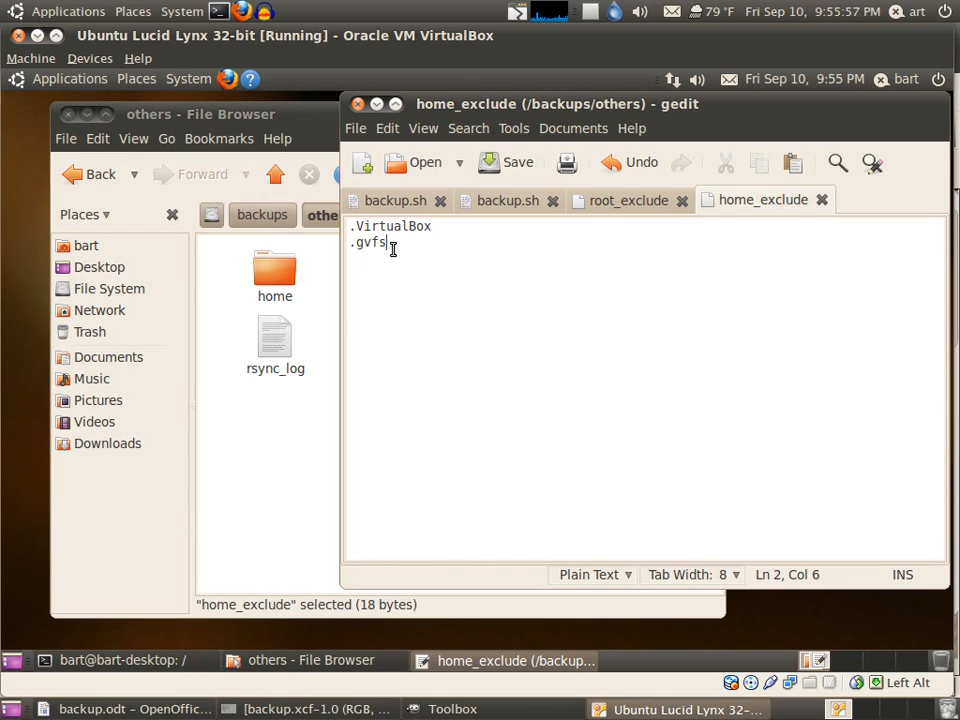 Applications Places System 79 °F Fri Sep 10, 9:55:57 PM art
Ubuntu Lucid Lynx 32-bit [Running] - Oracle VM VirtualBox
Machine Devices Help
Applications Places System Fri Sep 10, 9:55 PM bart
others - File Browser
File Edit View Go Bookmarks Help
Back Forward
Places backups othe
bart
Desktop
File System
Network
Trash
Documents
Music
Pictures
Videos
Downloads
home
rsync_log
"home_exclude" selected (18 bytes)
home_exclude (/backups/others) - gedit
File Edit View Search Tools Documents Help
Open Save Undo
backup.sh backup.sh root_exclude home_exclude
.VirtualBox
.gvfs
Plain Text Tab Width: 8 Ln 2, Col 6 INS
bart@bart-desktop: / others - File Browser home_exclude (/backup...
Left Alt
backup.odt – OpenOffic... [backup.xcf-1.0 (RGB, ... Toolbox Ubuntu Lucid Lynx 32–...